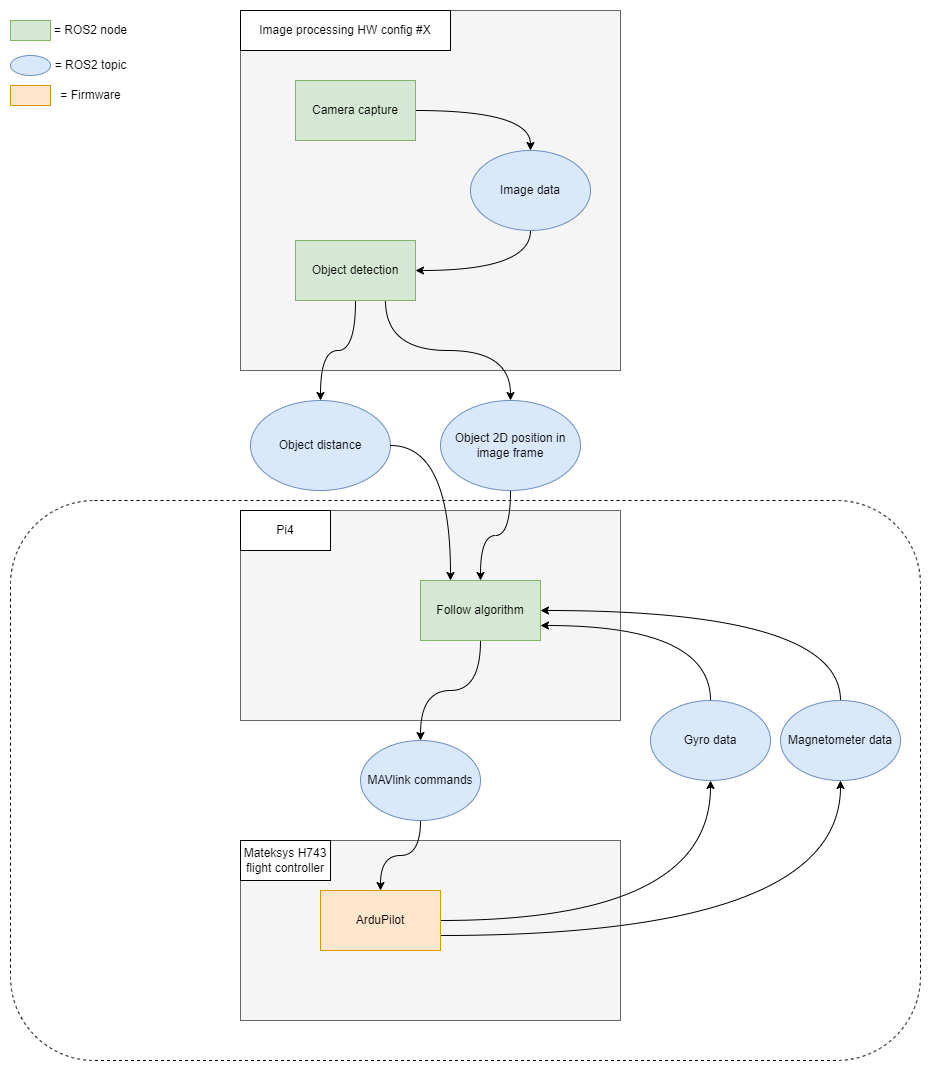 = ROS2 node
= ROS2 topic
= Firmware
Image processing HW config #X
Camera capture
Image data
Object detection
Object distance
Object 2D position in
image frame
Pi4
Follow algorithm
Gyro data
Magnetometer data
MAVlink commands
Mateksys H743
flight controller
ArduPilot